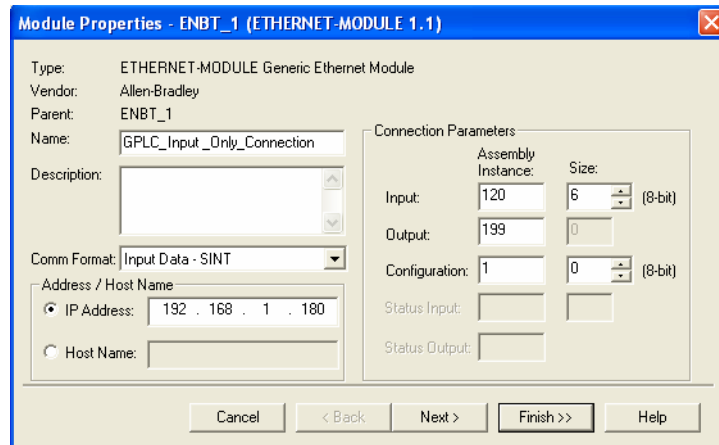 Module Properties - ENBT_1 (ETHERNET-MODULE 1.1)
Type: ETHERNET-MODULE Generic Ethernet Module
Vendor: Allen-Bradley
Parent: ENBT_1
Name: GPLC_Input _Only_Connection
Description:
Comm Format: Input Data - SINT
Address / Host Name
IP Address: 192 . 168 . 1 . 180
Host Name:
Connection Parameters
Assembly
Instance: Size:
Input: 120 6 (8-bit)
Output: 199 0
Configuration: 1 0 (8-bit)
Status Input:
Status Output:
Cancel < Back Next > Finish >> Help